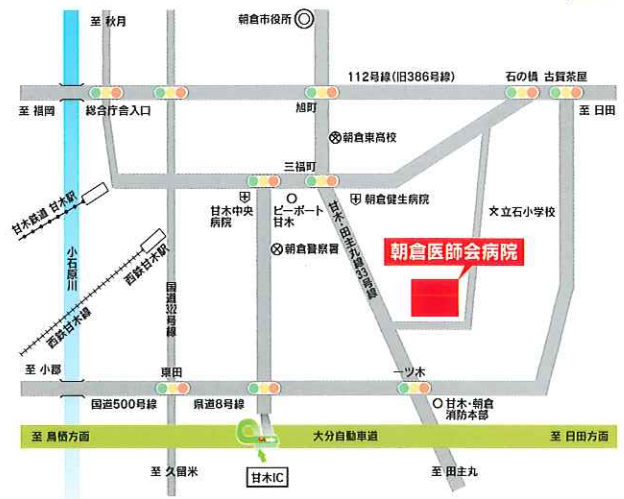 至 秋月
朝倉市役所
112号線(旧386号線)
石の橋
古賀茶屋
至 福岡
総合庁舎入口
旭町
至 日田
朝倉東高校
三福町
甘木鉄道 甘木駅
甘木中央
病院
ピーポート
甘木
朝倉健生病院
立石小学校
朝倉警察署
甘木・田主丸線33号線
朝倉医師会病院
小石原川
西鉄甘木駅
西鉄甘木線
国道322号線
至 小郡
東田
一ツ木
国道500号線
県道8号線
甘木・朝倉
消防本部
至 鳥栖方面
大分自動車道
至 日田方面
至 久留米
甘木IC
至 田主丸